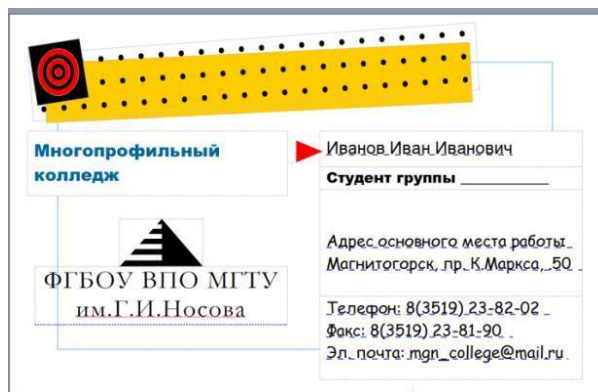 Многопрофильный
колледж
ФГБОУ ВПО МГТУ
им.Г.И.Носова
Иванов Иван Иванович
Студент группы ___________
Адрес основного места работы
Магнитогорск, пр. К.Маркса, 50
Телефон: 8(3519) 23-82-02
Факс: 8(3519) 23-81-90
Эл. почта: mgn_college@mail.ru